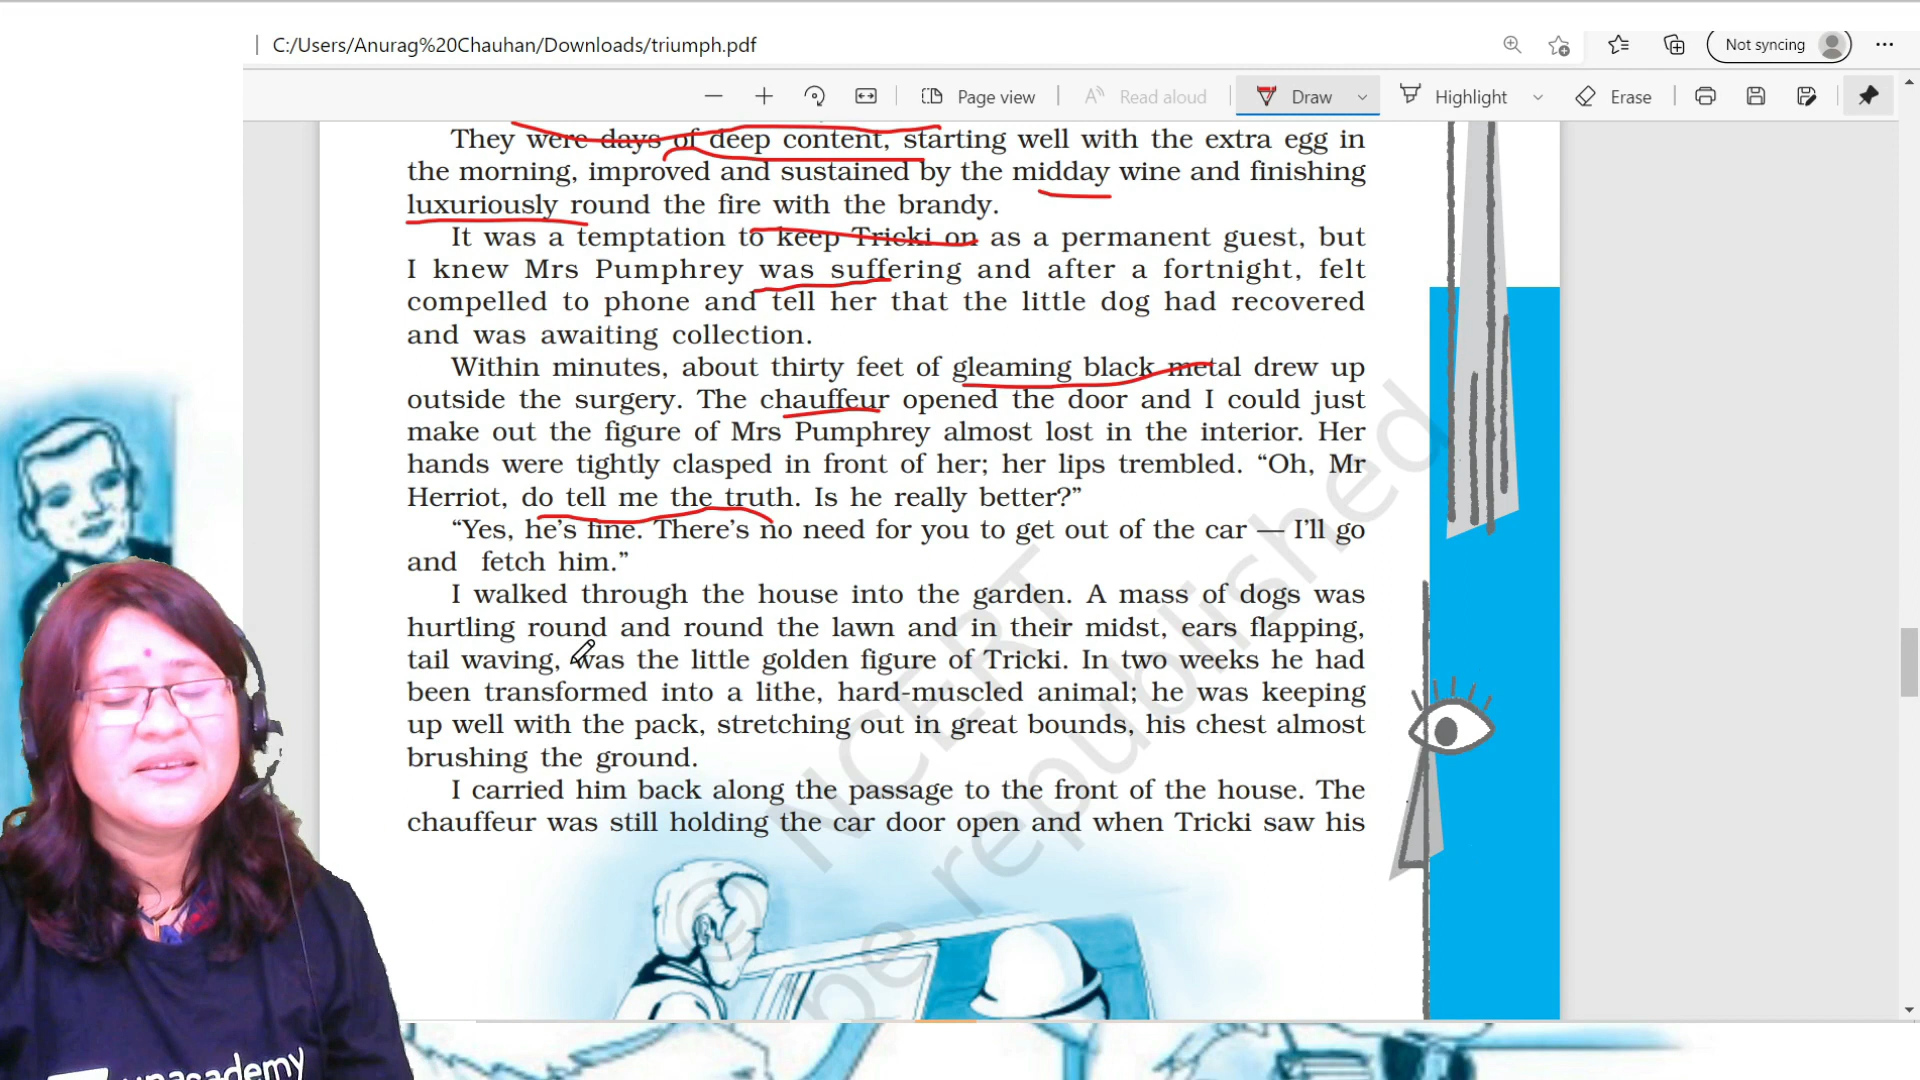 C:/Users/Anurag%20Chauhan/Downloads/triumph.pdf
Not syncing
Page view
Read aloud
Draw
Highlight
Erase
They were days of deep content, starting well with the extra egg in
the morning, improved and sustained by the midday wine and finishing
luxuriously round the fire with the brandy.
It was a temptation to keep Tricki on as a permanent guest, but
I knew Mrs Pumphrey was suffering and after a fortnight, felt
compelled to phone and tell her that the little dog had recovered
and was awaiting collection.
Within minutes, about thirty feet of gleaming black metal drew up
outside the surgery. The chauffeur opened the door and I could just
make out the figure of Mrs Pumphrey almost lost in the interior. Her
hands were tightly clasped in front of her; her lips trembled. “Oh, Mr
Herriot, do tell me the truth. Is he really better?”
“Yes, he’s fine. There’s no need for you to get out of the car — I’ll go
and fetch him.”
I walked through the house into the garden. A mass of dogs was
hurtling round and round the lawn and in their midst, ears flapping,
tail waving, was the little golden figure of Tricki. In two weeks he had
been transformed into a lithe, hard-muscled animal; he was keeping
up well with the pack, stretching out in great bounds, his chest almost
brushing the ground.
I carried him back along the passage to the front of the house. The
chauffeur was still holding the car door open and when Tricki saw his
© NCERT
be republished